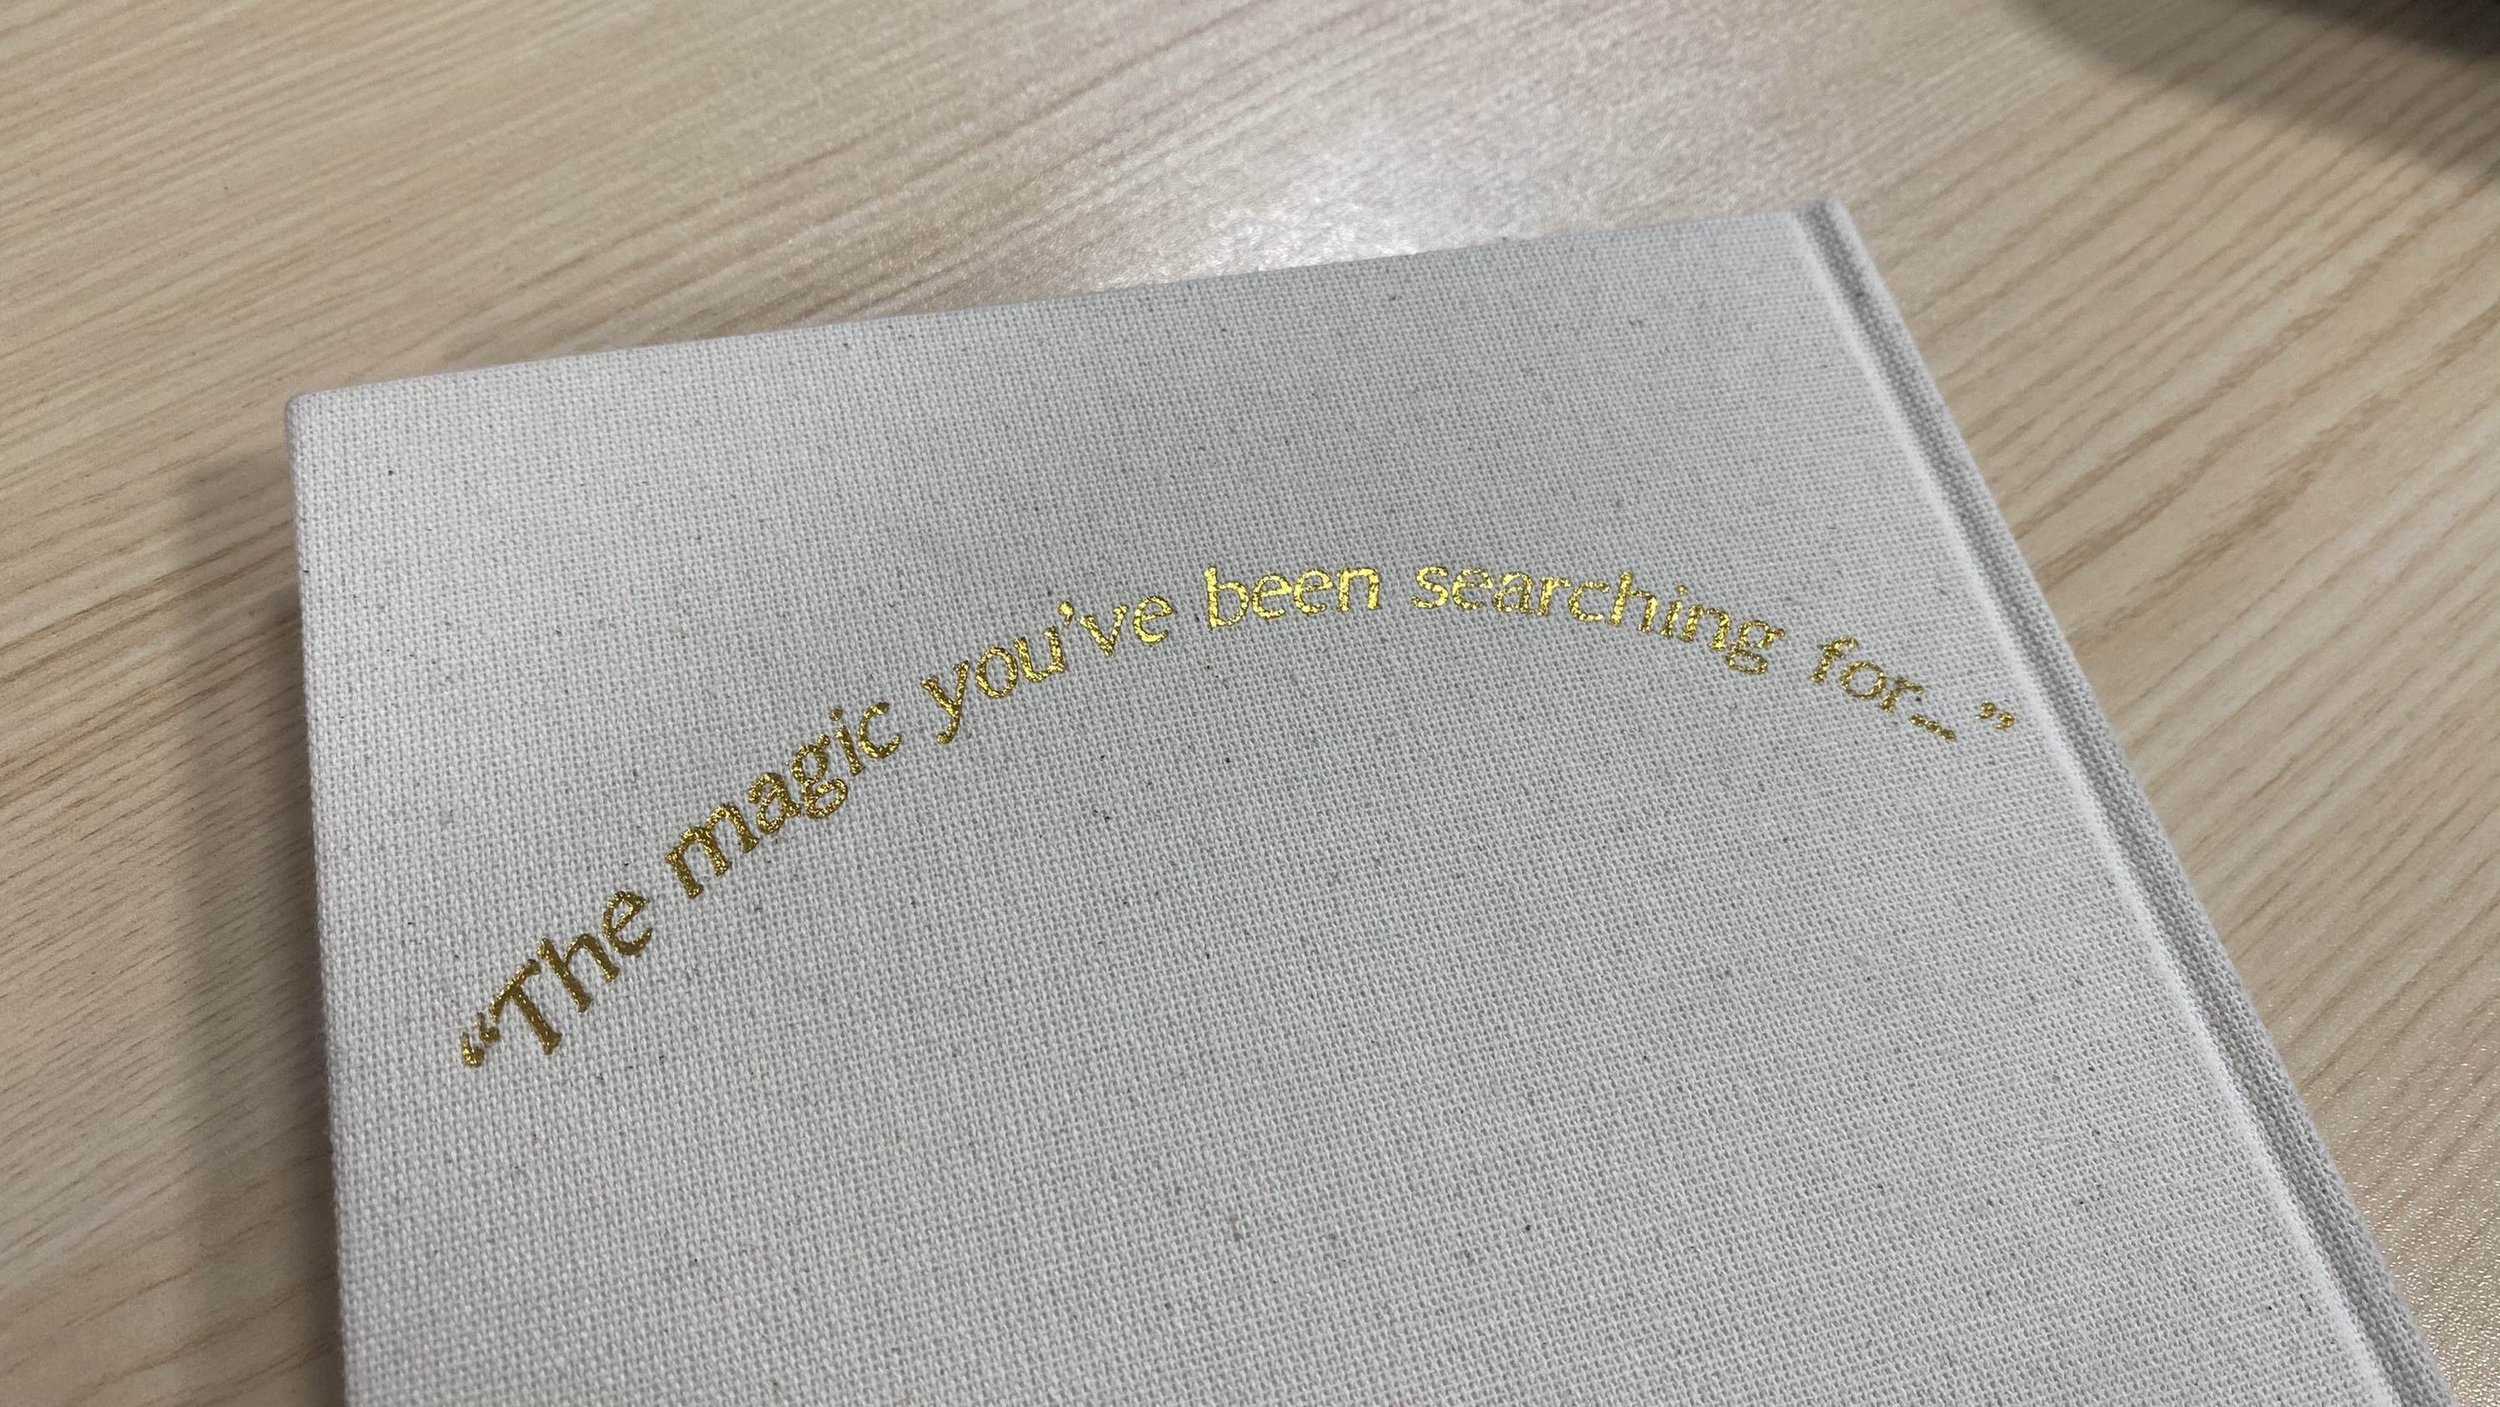 “The magic you’ve been searching for...”